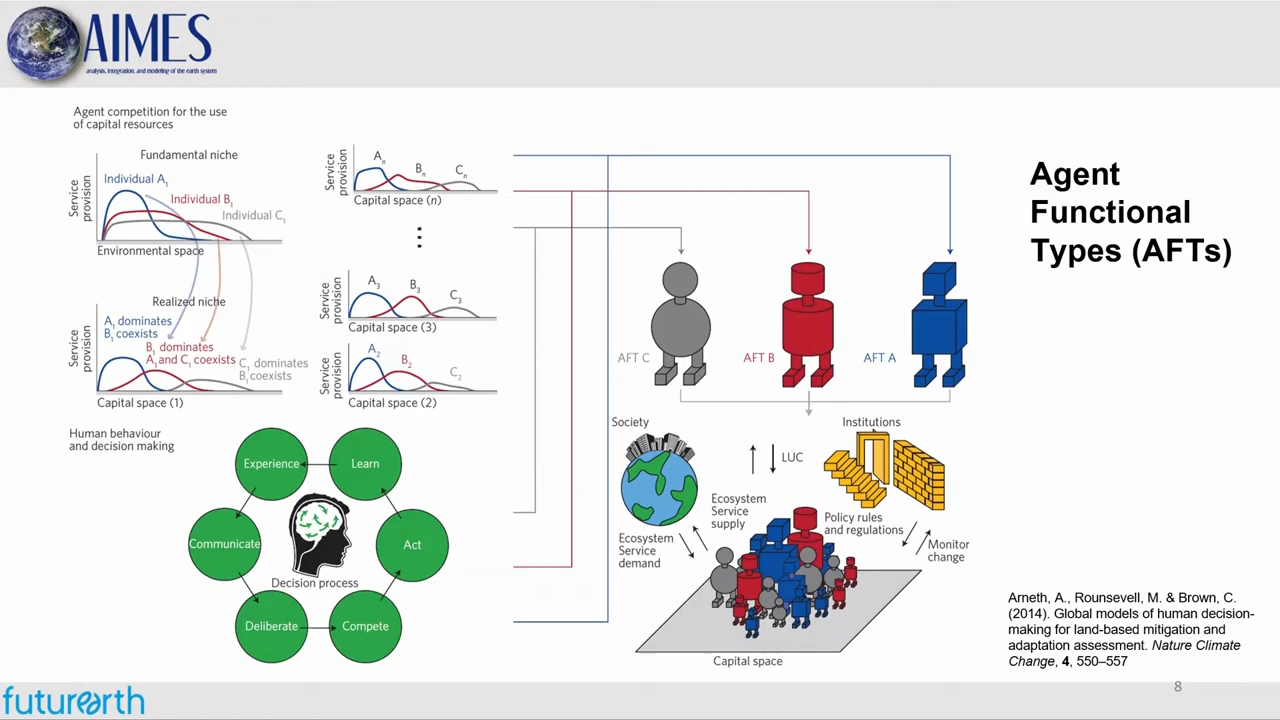 AIMES
analysis, integration, and modeling of the earth system
Agent competition for the use
of capital resources
Fundamental niche
Service
provision
Individual A1
Individual B1
Individual C1
Environmental space
Realized niche
Service
provision
A1 dominates
B1 coexists
B1 dominates
A1 and C1 coexists
C1 dominates
B1 coexists
Capital space (1)
Service
provision
An
Bn
Cn
Capital space (n)
Service
provision
A3
B3
C3
Capital space (3)
Service
provision
A2
B2
C2
Capital space (2)
Human behaviour
and decision making
Experience
Learn
Communicate
Act
Decision process
Deliberate
Compete
AFT C
AFT B
AFT A
Society
Institutions
LUC
Ecosystem
Service
supply
Policy rules
and regulations
Ecosystem
Service
demand
Monitor
change
Capital space
Agent
Functional
Types (AFTs)
Arneth, A., Rounsevell, M. & Brown, C.
(2014). Global models of human decision-
making for land-based mitigation and
adaptation assessment. Nature Climate
Change, 4, 550–557
futurearth
8